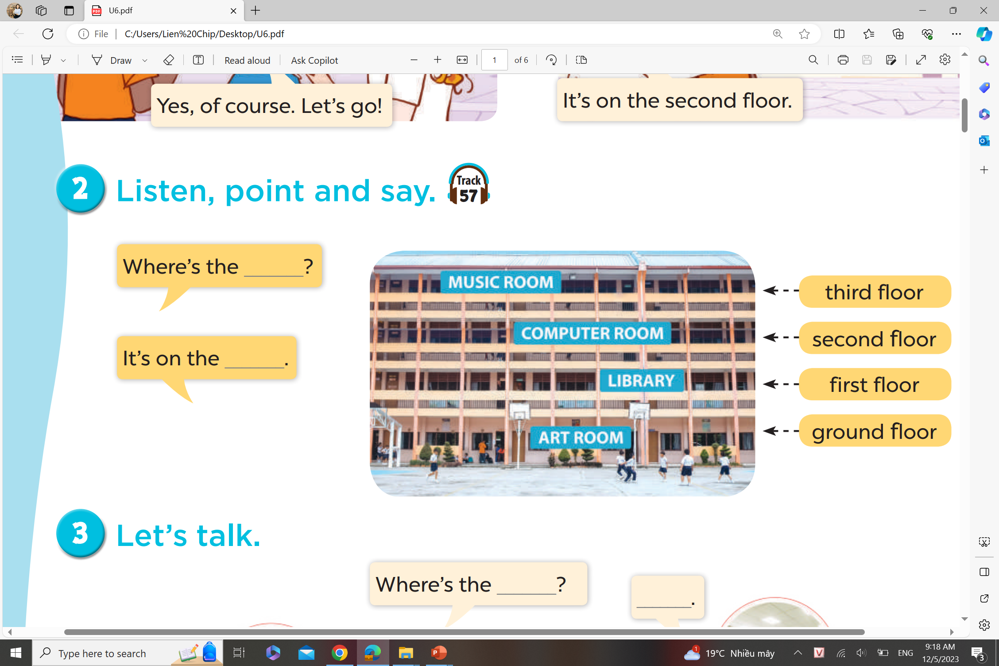 U6.pdf
File
C:/Users/Lien%20Chip/Desktop/U6.pdf
Draw
Read aloud
Ask Copilot
1
of 6
Yes, of course. Let's go!
It's on the second floor.
2
Listen, point and say.
Track
57
Where's the ______?
It's on the ______.
MUSIC ROOM
COMPUTER ROOM
LIBRARY
ART ROOM
third floor
second floor
first floor
ground floor
3
Let's talk.
Where's the ______?
______.
Type here to search
1
19°C Nhiều mây
ENG
9:18 AM
12/5/2023
3